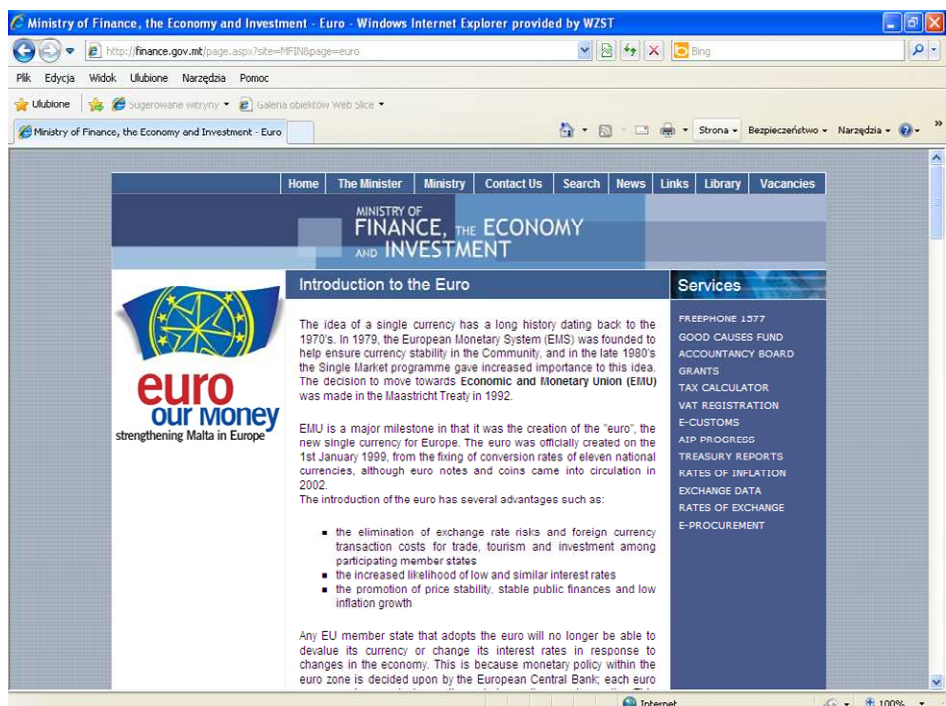 Ministry of Finance, the Economy and Investment - Euro - Windows Internet Explorer provided by WZST
http://finance.gov.mt/page.aspx?site=MFIN&page=euro
Bing
Plik Edycja Widok Ulubione Narzędzia Pomoc
Ulubione Sugerowane witryny Galeria obiektów Web Slice
Ministry of Finance, the Economy and Investment - Euro
Strona Bezpieczeństwo Narzędzia
Home The Minister Ministry Contact Us Search News Links Library Vacancies
MINISTRY OF
FINANCE, THE ECONOMY
AND INVESTMENT
euro
our money
strengthening Malta in Europe
Introduction to the Euro
The idea of a single currency has a long history dating back to the
1970's. In 1979, the European Monetary System (EMS) was founded to
help ensure currency stability in the Community, and in the late 1980's
the Single Market programme gave increased importance to this idea.
The decision to move towards Economic and Monetary Union (EMU)
was made in the Maastricht Treaty in 1992.
EMU is a major milestone in that it was the creation of the "euro", the
new single currency for Europe. The euro was officially created on the
1st January 1999, from the fixing of conversion rates of eleven national
currencies, although euro notes and coins came into circulation in
2002.
The introduction of the euro has several advantages such as:
the elimination of exchange rate risks and foreign currency
transaction costs for trade, tourism and investment among
participating member states
the increased likelihood of low and similar interest rates
the promotion of price stability, stable public finances and low
inflation growth
Any EU member state that adopts the euro will no longer be able to
devalue its currency or change its interest rates in response to
changes in the economy. This is because monetary policy within the
euro zone is decided upon by the European Central Bank; each euro
Services
FREEPHONE 1577
GOOD CAUSES FUND
ACCOUNTANCY BOARD
GRANTS
TAX CALCULATOR
VAT REGISTRATION
E-CUSTOMS
AIP PROGRESS
TREASURY REPORTS
RATES OF INFLATION
EXCHANGE DATA
RATES OF EXCHANGE
E-PROCUREMENT
Internet
100%